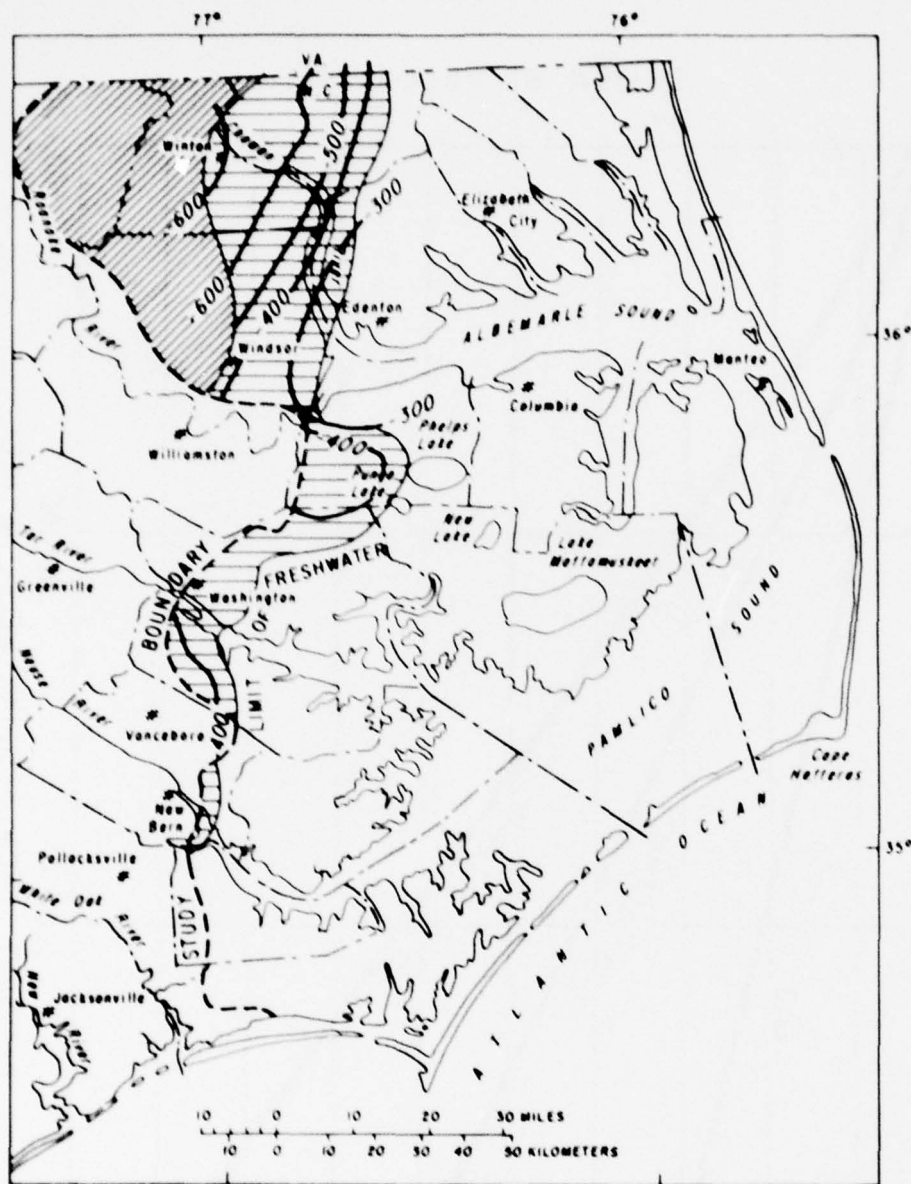 77°
76°
VA
C
Chowan
Winton
500
Roanoke
600
300
Elizabeth
City
600
400
Edenton
ALBEMARLE SOUND
36°
River
Windsor
Manteo
Columbia
300
Phelps
Lake
400
Williamston
Pungo
Lake
New
Lake
Lake
Mattamuskeet
Tar River
Greenville
FRESHWATER
Washington
BOUNDARY
OF
LIMIT
SOUND
Neuse
River
Vanceboro
400
PAMLICO
Cape
Hatteras
New
Bern
Pollocksville
35°
White Oak
River
STUDY
ATLANTIC OCEAN
New
River
Jacksonville
10 0 10 20 30 MILES
10 0 10 20 30 40 50 KILOMETERS